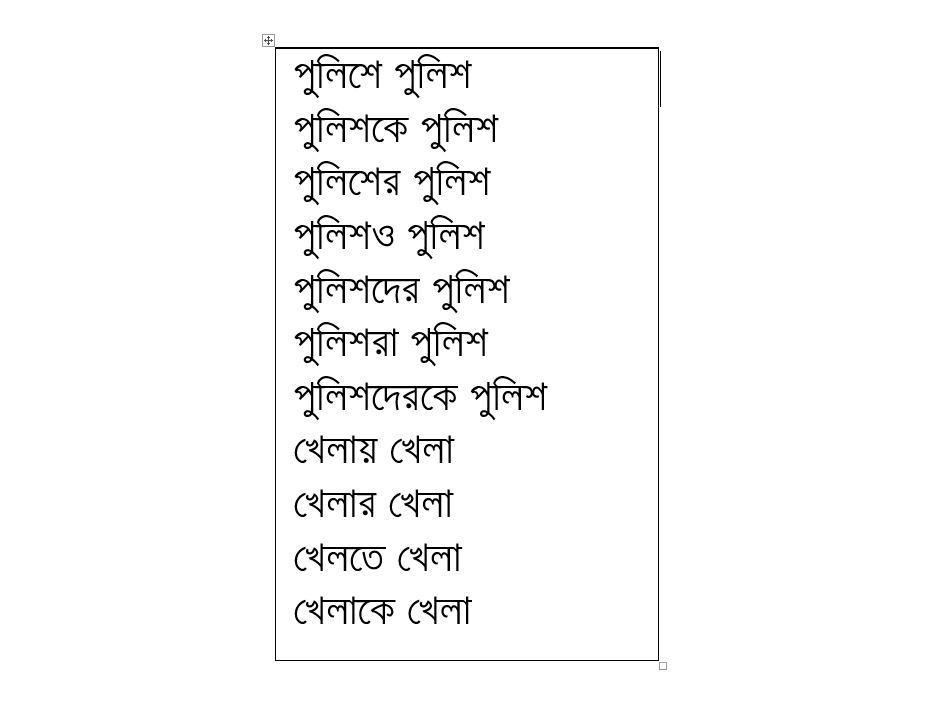 পুলিশে পুলিশ
পুলিশকে পুলিশ
পুলিশের পুলিশ
পুলিশও পুলিশ
পুলিশদের পুলিশ
পুলিশরা পুলিশ
পুলিশদেরকে পুলিশ
খেলায় খেলা
খেলার খেলা
খেলতে খেলা
খেলাকে খেলা